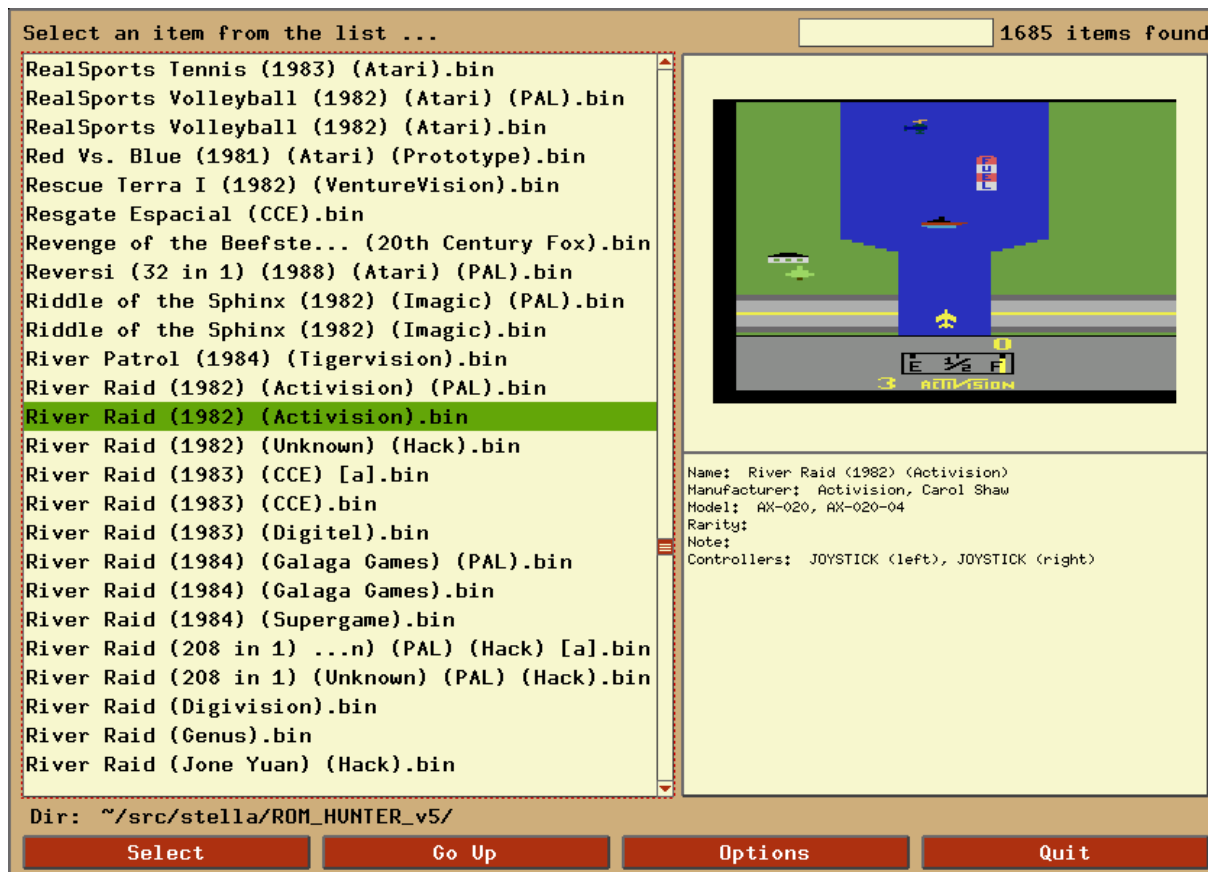 Select an item from the list ...
1685 items found
RealSports Tennis (1983) (Atari).bin
RealSports Volleyball (1982) (Atari) (PAL).bin
RealSports Volleyball (1982) (Atari).bin
Red Vs. Blue (1981) (Atari) (Prototype).bin
Rescue Terra I (1982) (VentureVision).bin
Resgate Espacial (CCE).bin
Revenge of the Beefste... (20th Century Fox).bin
Reversi (32 in 1) (1988) (Atari) (PAL).bin
Riddle of the Sphinx (1982) (Imagic) (PAL).bin
Riddle of the Sphinx (1982) (Imagic).bin
River Patrol (1984) (Tigervision).bin
River Raid (1982) (Activision) (PAL).bin
River Raid (1982) (Activision).bin
River Raid (1982) (Unknown) (Hack).bin
River Raid (1983) (CCE) [a].bin
River Raid (1983) (CCE).bin
River Raid (1983) (Digitel).bin
River Raid (1984) (Galaga Games) (PAL).bin
River Raid (1984) (Galaga Games).bin
River Raid (1984) (Supergame).bin
River Raid (208 in 1) ...n) (PAL) (Hack) [a].bin
River Raid (208 in 1) (Unknown) (PAL) (Hack).bin
River Raid (Digivision).bin
River Raid (Genus).bin
River Raid (Jone Yuan) (Hack).bin
FUEL
0
E ½ F
3 ACTIVISION
Name: River Raid (1982) (Activision)
Manufacturer: Activision, Carol Shaw
Model: AX-020, AX-020-04
Rarity:
Note:
Controllers: JOYSTICK (left), JOYSTICK (right)
Dir: ~/src/stella/ROM_HUNTER_v5/
Select
Go Up
Options
Quit